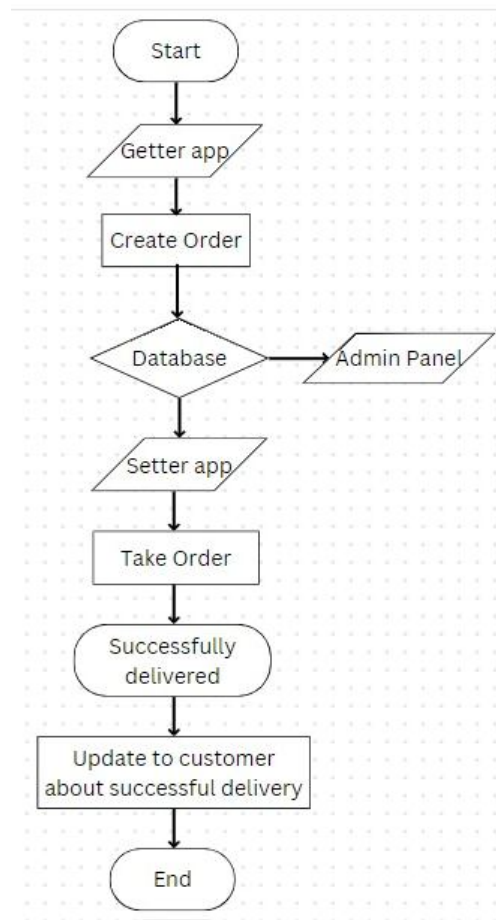 Start
Getter app
Create Order
Database
Admin Panel
Setter app
Take Order
Successfully
delivered
Update to customer
about successful delivery
End